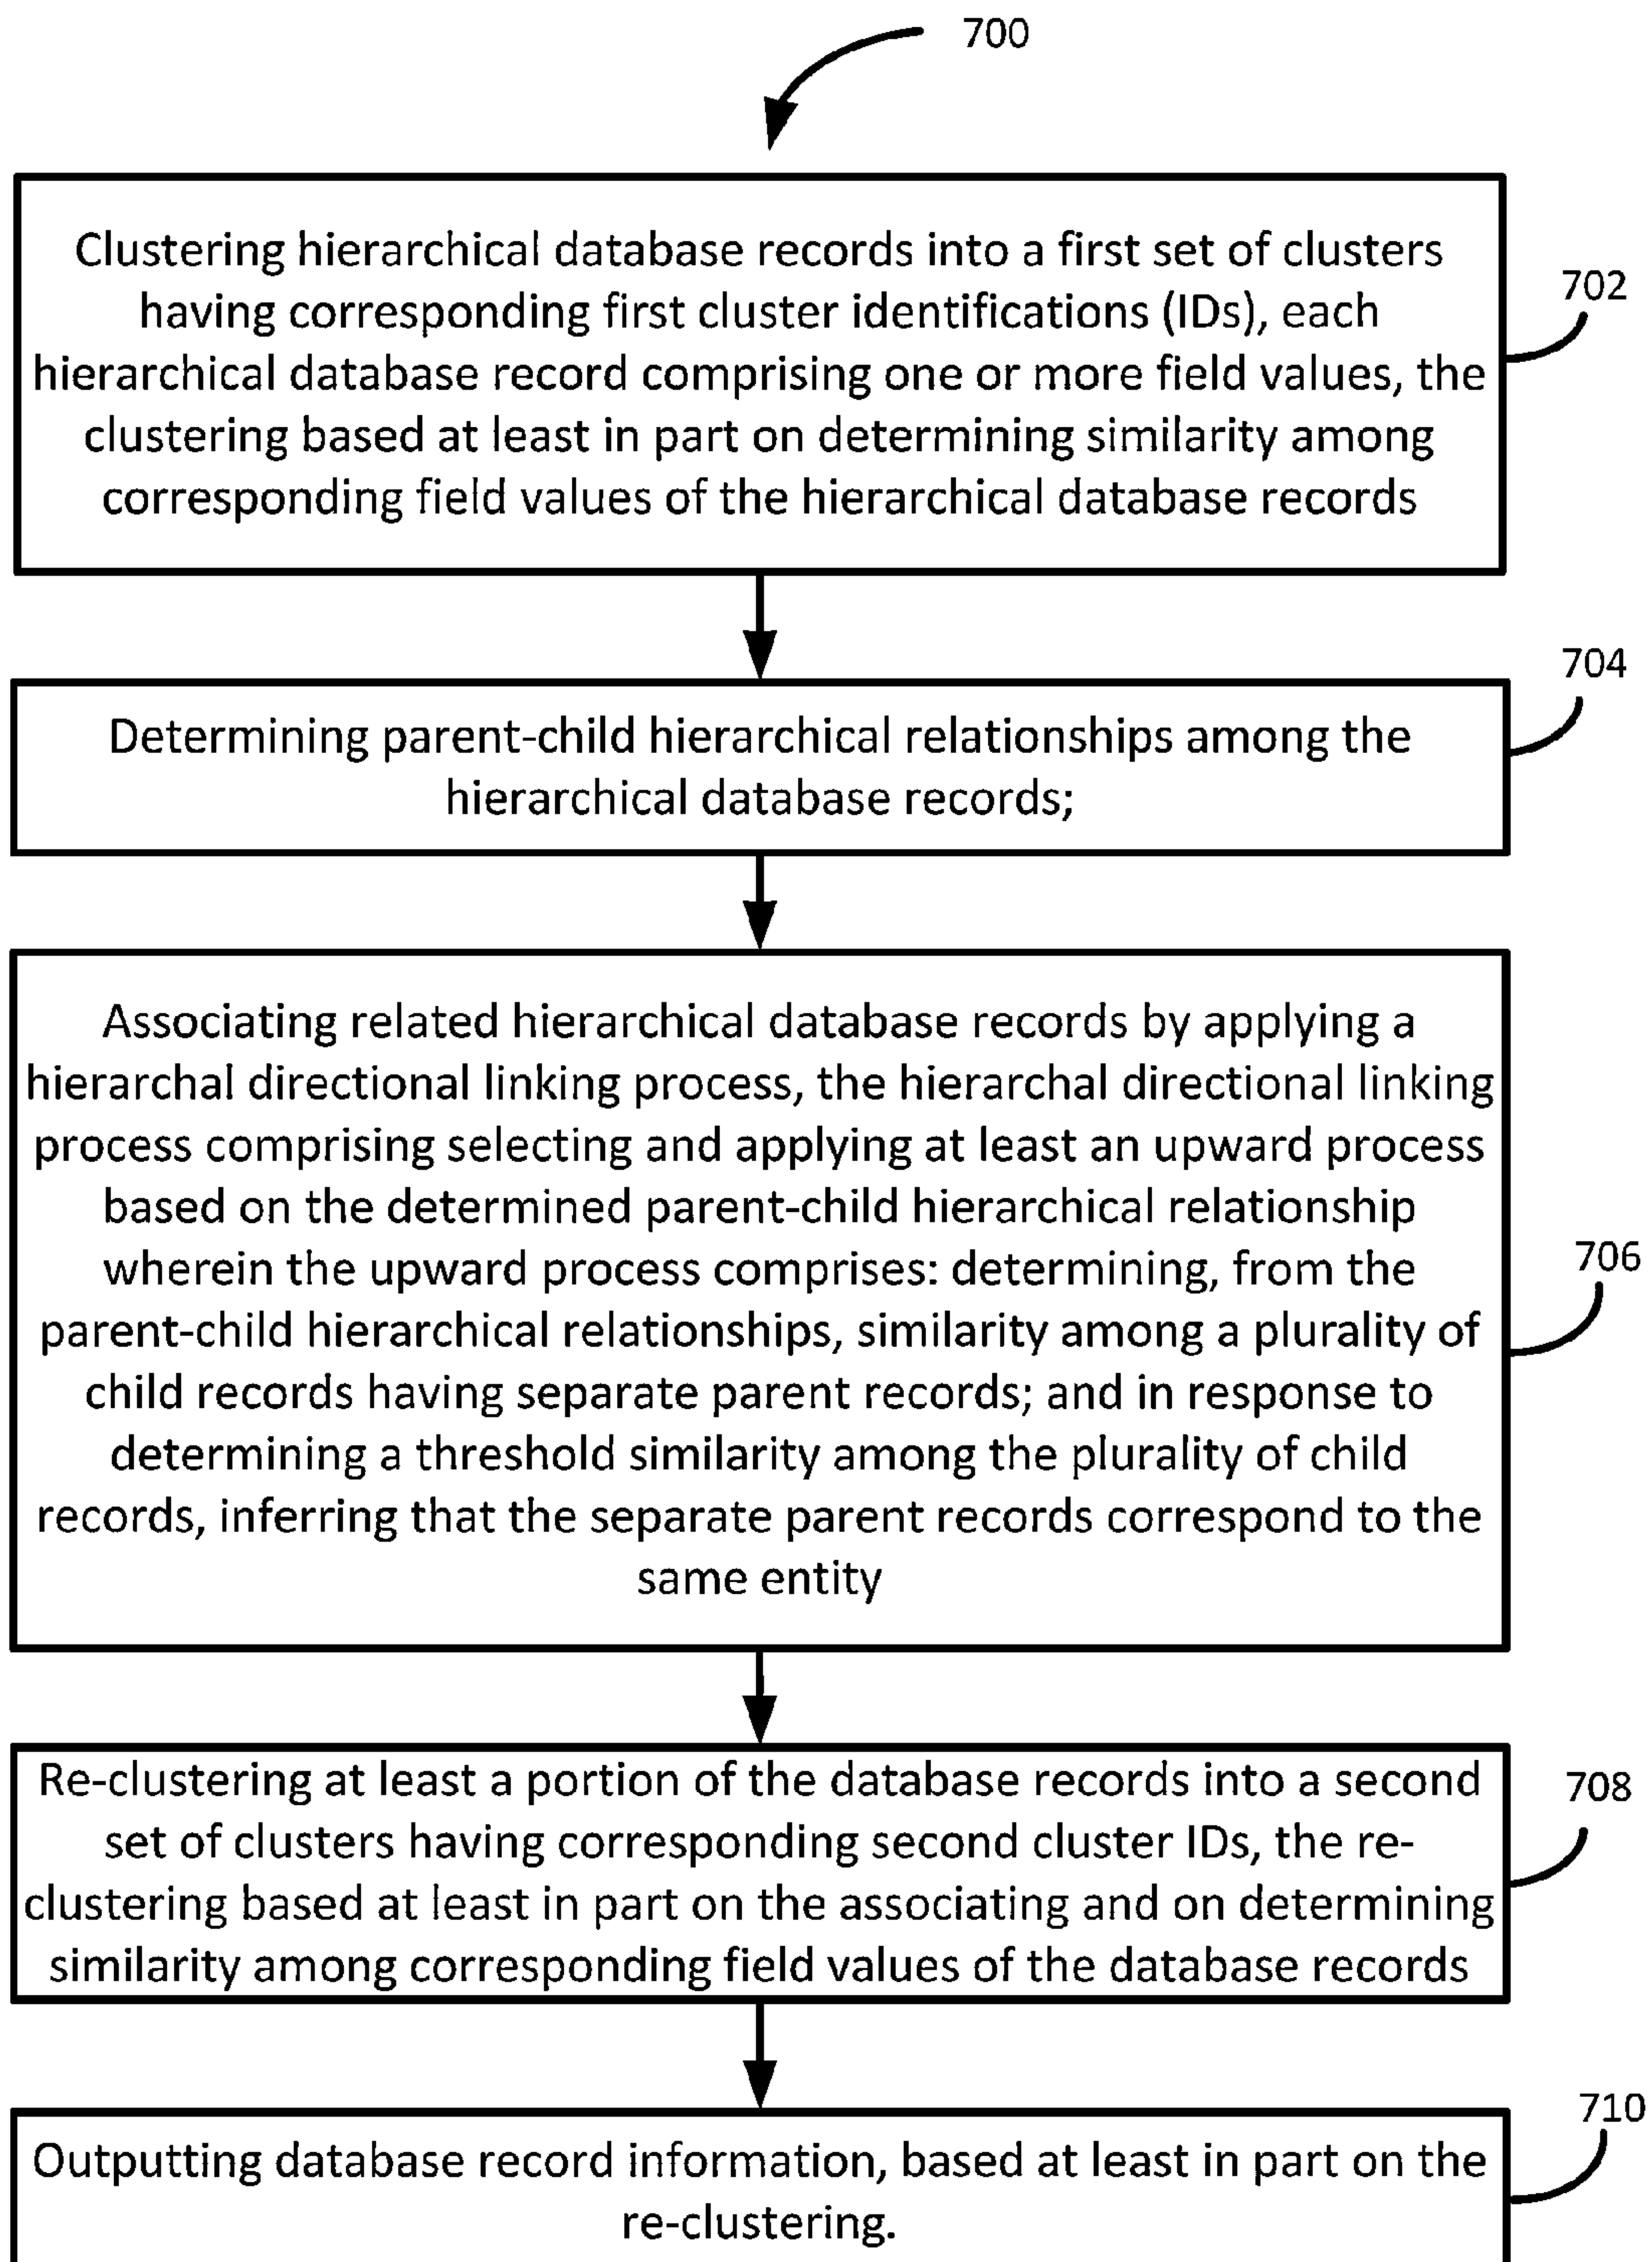 700
Clustering hierarchical database records into a first set of clusters
having corresponding first cluster identifications (IDs), each
hierarchical database record comprising one or more field values, the
clustering based at least in part on determining similarity among
corresponding field values of the hierarchical database records
702
Determining parent-child hierarchical relationships among the
hierarchical database records;
704
Associating related hierarchical database records by applying a
hierarchal directional linking process, the hierarchal directional linking
process comprising selecting and applying at least an upward process
based on the determined parent-child hierarchical relationship
wherein the upward process comprises: determining, from the
parent-child hierarchical relationships, similarity among a plurality of
child records having separate parent records; and in response to
determining a threshold similarity among the plurality of child
records, inferring that the separate parent records correspond to the
same entity
706
Re-clustering at least a portion of the database records into a second
set of clusters having corresponding second cluster IDs, the re-
clustering based at least in part on the associating and on determining
similarity among corresponding field values of the database records
708
Outputting database record information, based at least in part on the
re-clustering.
710